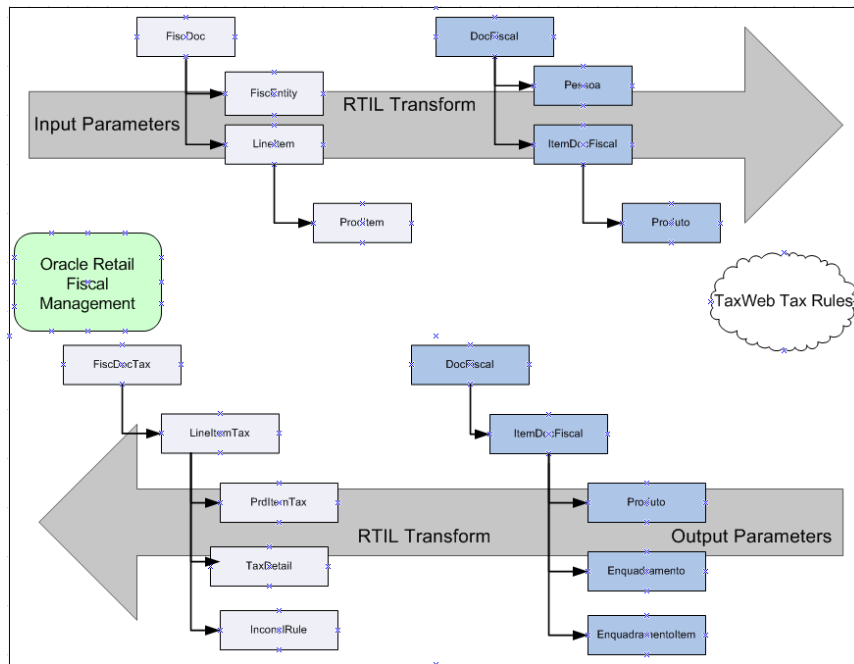 FiscDoc
DocFiscal
FiscEntity
Pessoa
RTIL Transform
Input Parameters
LineItem
ItemDocFiscal
ProdItem
Produto
Oracle Retail
Fiscal
Management
TaxWeb Tax Rules
FiscDocTax
DocFiscal
LineItemTax
ItemDocFiscal
PrdItemTax
Produto
RTIL Transform
Output Parameters
TaxDetail
Enquadramento
InconclRule
EnquadramentoItem